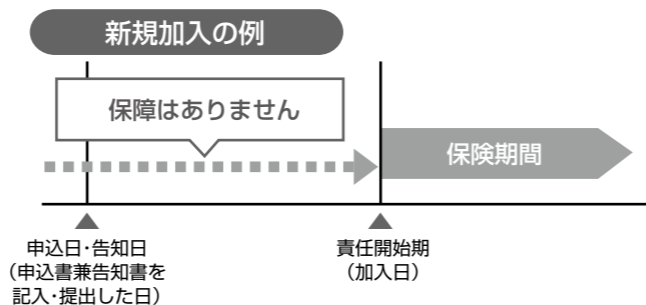 新規加入の例
保障はありません
保険期間
申込日・告知日
（申込書兼告知書を
記入・提出した日）
責任開始期
（加入日）